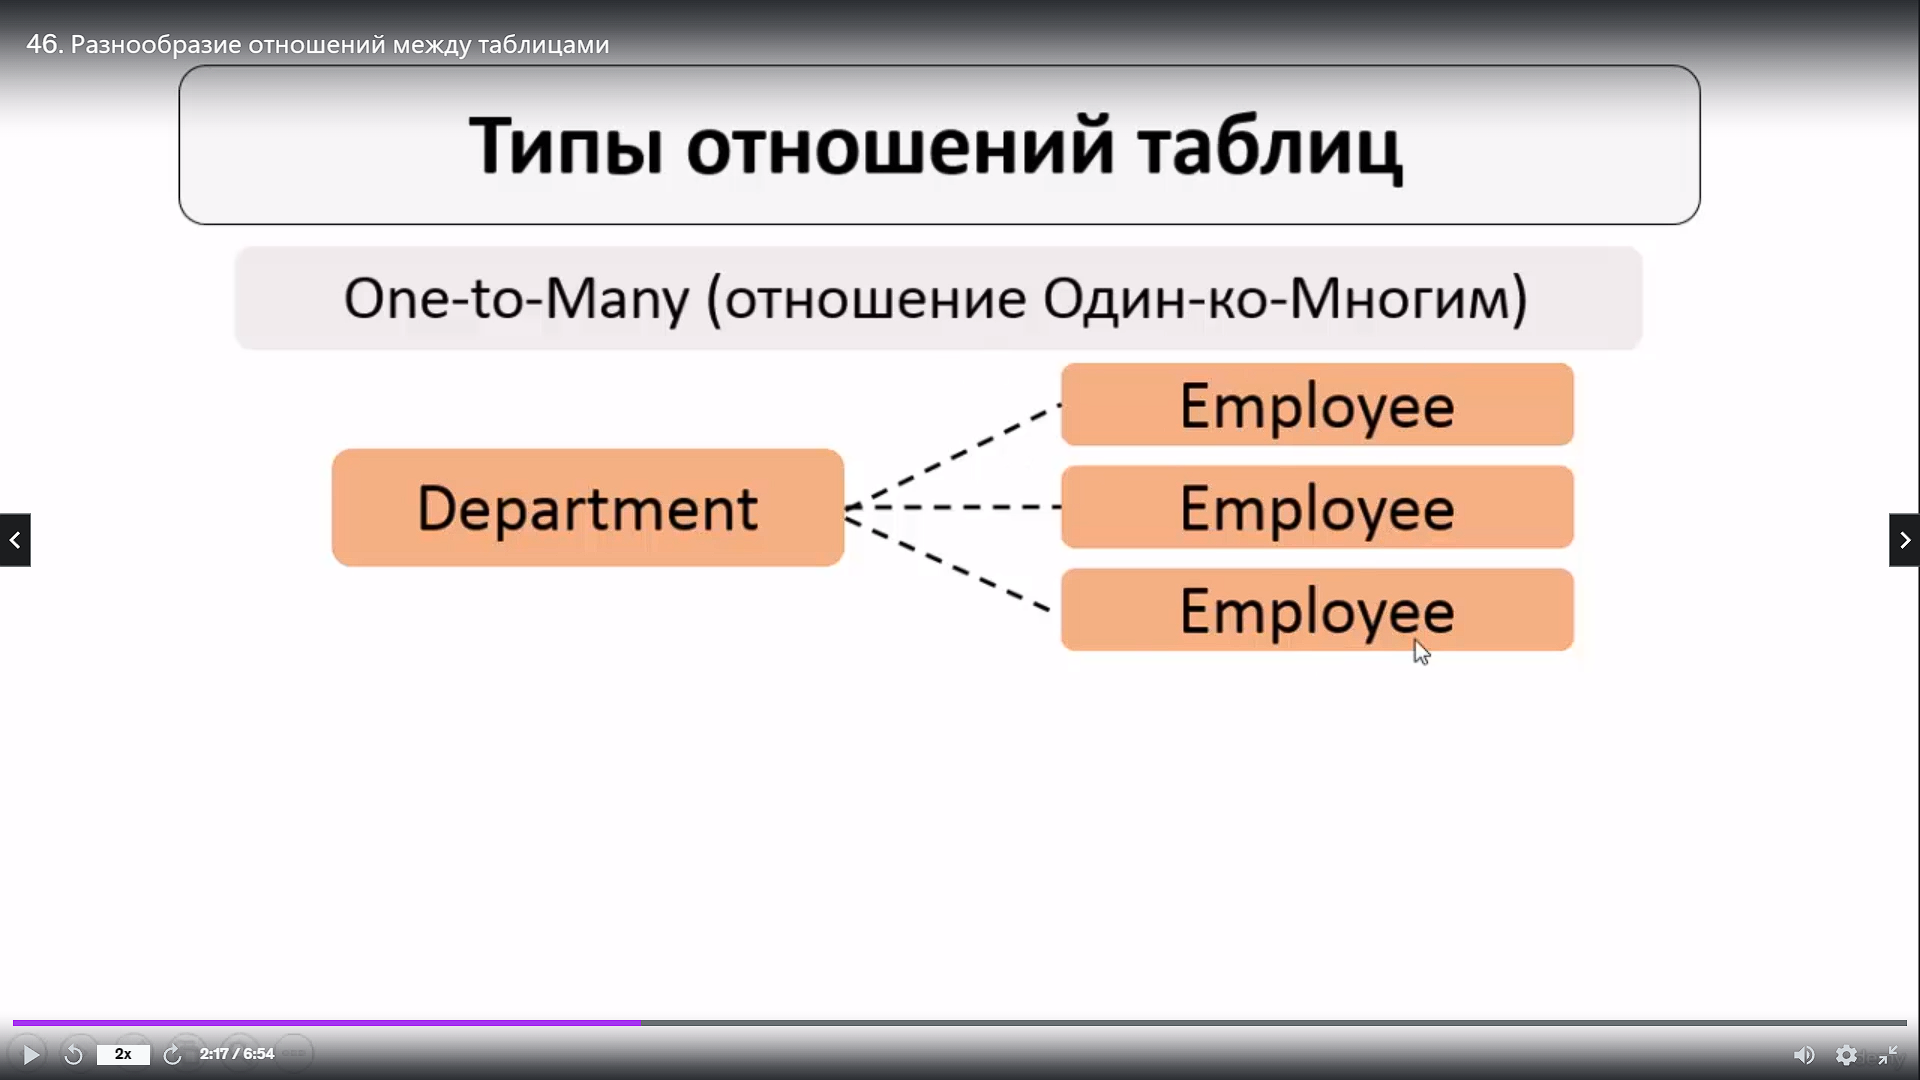 46. Разнообразие отношений между таблицами
Типы отношений таблиц
One-to-Many (отношение Один-ко-Многим)
Employee
Department
Employee
Employee
2x
2:17 / 6:54